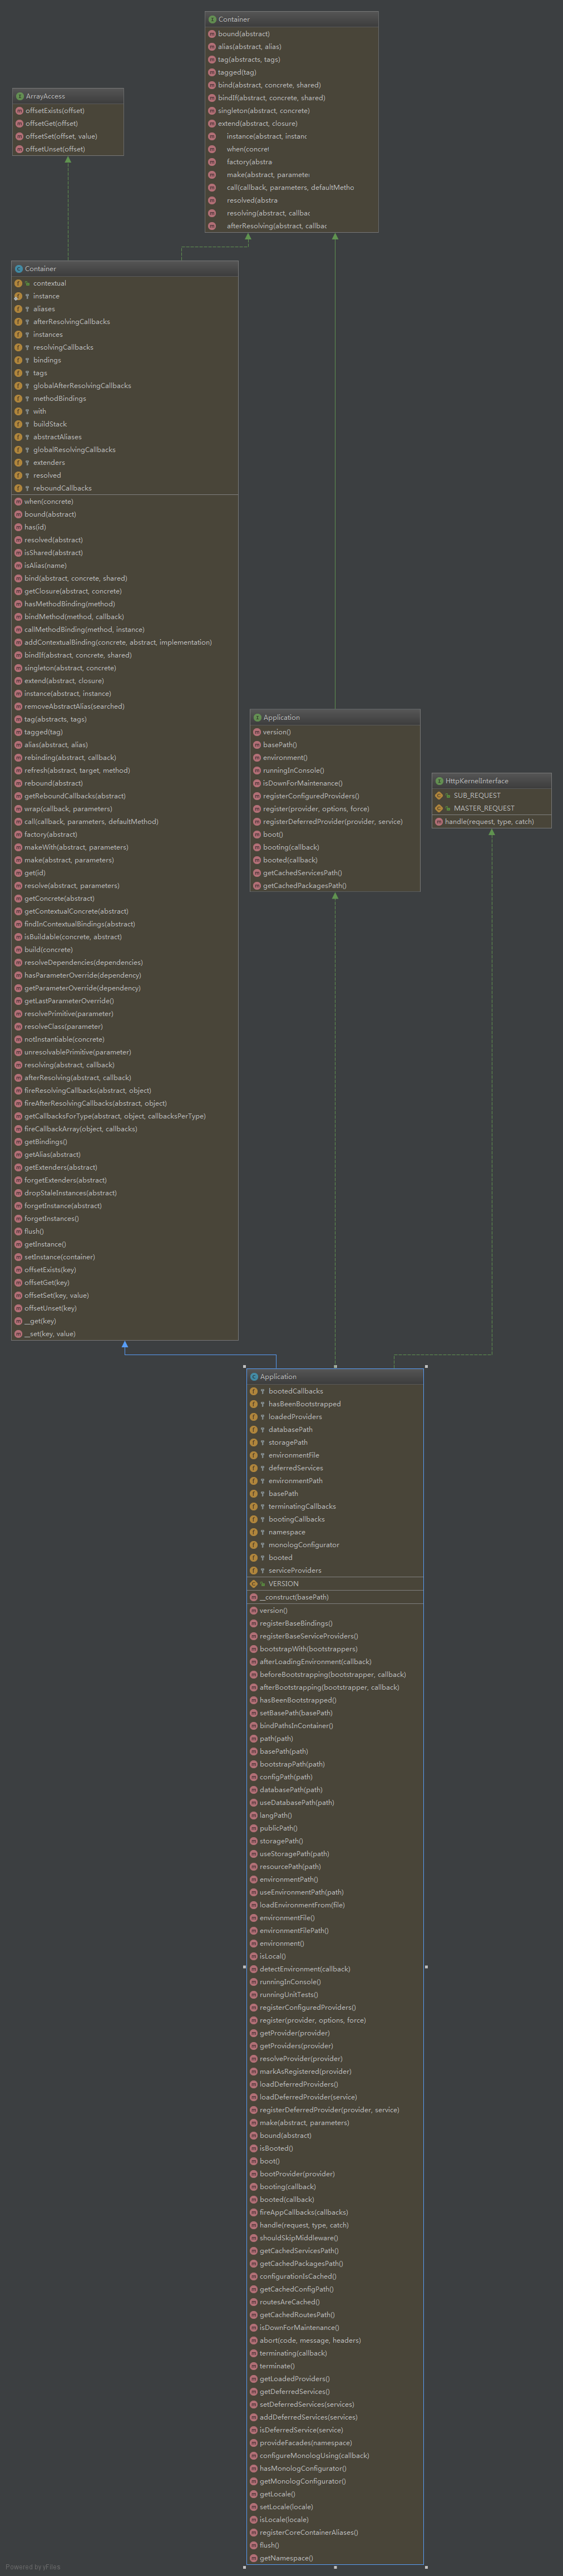 Container
bound(abstract)
alias(abstract, alias)
tag(abstracts, tags)
tagged(tag)
bind(abstract, concrete, shared)
bindIf(abstract, concrete, shared)
singleton(abstract, concrete)
extend(abstract, closure)
instance(abstract, instanc
when(concre
factory(abstra
make(abstract, paramete
call(callback, parameters, defaultMetho
resolved(abstra
resolving(abstract, callbac
afterResolving(abstract, callbac
ArrayAccess
offsetExists(offset)
offsetGet(offset)
offsetSet(offset, value)
offsetUnset(offset)
Container
contextual
instance
aliases
afterResolvingCallbacks
instances
resolvingCallbacks
bindings
tags
globalAfterResolvingCallbacks
methodBindings
with
buildStack
abstractAliases
globalResolvingCallbacks
extenders
resolved
reboundCallbacks
when(concrete)
bound(abstract)
has(id)
resolved(abstract)
isShared(abstract)
isAlias(name)
bind(abstract, concrete, shared)
getClosure(abstract, concrete)
hasMethodBinding(method)
bindMethod(method, callback)
callMethodBinding(method, instance)
addContextualBinding(concrete, abstract, implementation)
bindIf(abstract, concrete, shared)
singleton(abstract, concrete)
extend(abstract, closure)
instance(abstract, instance)
removeAbstractAlias(searched)
tag(abstracts, tags)
tagged(tag)
alias(abstract, alias)
rebinding(abstract, callback)
refresh(abstract, target, method)
rebound(abstract)
getReboundCallbacks(abstract)
wrap(callback, parameters)
call(callback, parameters, defaultMethod)
factory(abstract)
makeWith(abstract, parameters)
make(abstract, parameters)
get(id)
resolve(abstract, parameters)
getConcrete(abstract)
getContextualConcrete(abstract)
findInContextualBindings(abstract)
isBuildable(concrete, abstract)
build(concrete)
resolveDependencies(dependencies)
hasParameterOverride(dependency)
getParameterOverride(dependency)
getLastParameterOverride()
resolvePrimitive(parameter)
resolveClass(parameter)
notInstantiable(concrete)
unresolvablePrimitive(parameter)
resolving(abstract, callback)
afterResolving(abstract, callback)
fireResolvingCallbacks(abstract, object)
fireAfterResolvingCallbacks(abstract, object)
getCallbacksForType(abstract, object, callbacksPerType)
fireCallbackArray(object, callbacks)
getBindings()
getAlias(abstract)
getExtenders(abstract)
forgetExtenders(abstract)
dropStaleInstances(abstract)
forgetInstance(abstract)
forgetInstances()
flush()
getInstance()
setInstance(container)
offsetExists(key)
offsetGet(key)
offsetSet(key, value)
offsetUnset(key)
__get(key)
__set(key, value)
Application
version()
basePath()
environment()
runningInConsole()
isDownForMaintenance()
registerConfiguredProviders()
register(provider, options, force)
registerDeferredProvider(provider, service)
boot()
booting(callback)
booted(callback)
getCachedServicesPath()
getCachedPackagesPath()
HttpKernelInterface
SUB_REQUEST
MASTER_REQUEST
handle(request, type, catch)
Application
bootedCallbacks
hasBeenBootstrapped
loadedProviders
databasePath
storagePath
environmentFile
deferredServices
environmentPath
basePath
terminatingCallbacks
bootingCallbacks
namespace
monologConfigurator
booted
serviceProviders
VERSION
__construct(basePath)
version()
registerBaseBindings()
registerBaseServiceProviders()
bootstrapWith(bootstrappers)
afterLoadingEnvironment(callback)
beforeBootstrapping(bootstrapper, callback)
afterBootstrapping(bootstrapper, callback)
hasBeenBootstrapped()
setBasePath(basePath)
bindPathsInContainer()
path(path)
basePath(path)
bootstrapPath(path)
configPath(path)
databasePath(path)
useDatabasePath(path)
langPath()
publicPath()
storagePath()
useStoragePath(path)
resourcePath(path)
environmentPath()
useEnvironmentPath(path)
loadEnvironmentFrom(file)
environmentFile()
environmentFilePath()
environment()
isLocal()
detectEnvironment(callback)
runningInConsole()
runningUnitTests()
registerConfiguredProviders()
register(provider, options, force)
getProvider(provider)
getProviders(provider)
resolveProvider(provider)
markAsRegistered(provider)
loadDeferredProviders()
loadDeferredProvider(service)
registerDeferredProvider(provider, service)
make(abstract, parameters)
bound(abstract)
isBooted()
boot()
bootProvider(provider)
booting(callback)
booted(callback)
fireAppCallbacks(callbacks)
handle(request, type, catch)
shouldSkipMiddleware()
getCachedServicesPath()
getCachedPackagesPath()
configurationIsCached()
getCachedConfigPath()
routesAreCached()
getCachedRoutesPath()
isDownForMaintenance()
abort(code, message, headers)
terminating(callback)
terminate()
getLoadedProviders()
getDeferredServices()
setDeferredServices(services)
addDeferredServices(services)
isDeferredService(service)
provideFacades(namespace)
configureMonologUsing(callback)
hasMonologConfigurator()
getMonologConfigurator()
getLocale()
setLocale(locale)
isLocale(locale)
registerCoreContainerAliases()
flush()
getNamespace()
Powered by yFiles